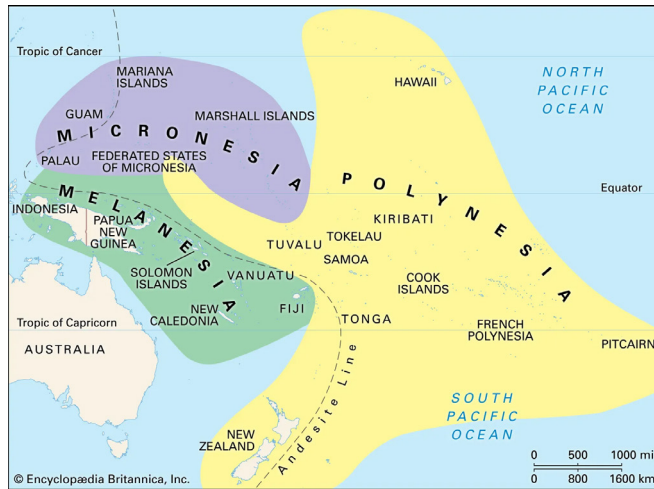 Tropic of Cancer
MARIANA
ISLANDS
HAWAII
NORTH
PACIFIC
OCEAN
GUAM
MARSHALL ISLANDS
MICRONESIA
PALAU
FEDERATED STATES
OF MICRONESIA
POLYNESIA
Equator
MELANESIA
INDONESIA
PAPUA
NEW
GUINEA
KIRIBATI
TUVALU
TOKELAU
SAMOA
SOLOMON
ISLANDS
VANUATU
COOK
ISLANDS
NEW
CALEDONIA
FIJI
TONGA
Tropic of Capricorn
AUSTRALIA
FRENCH
POLYNESIA
PITCAIRN
Andesite Line
SOUTH
PACIFIC
OCEAN
NEW
ZEALAND
0 500 1000 mi
0 800 1600 km
© Encyclopædia Britannica, Inc.